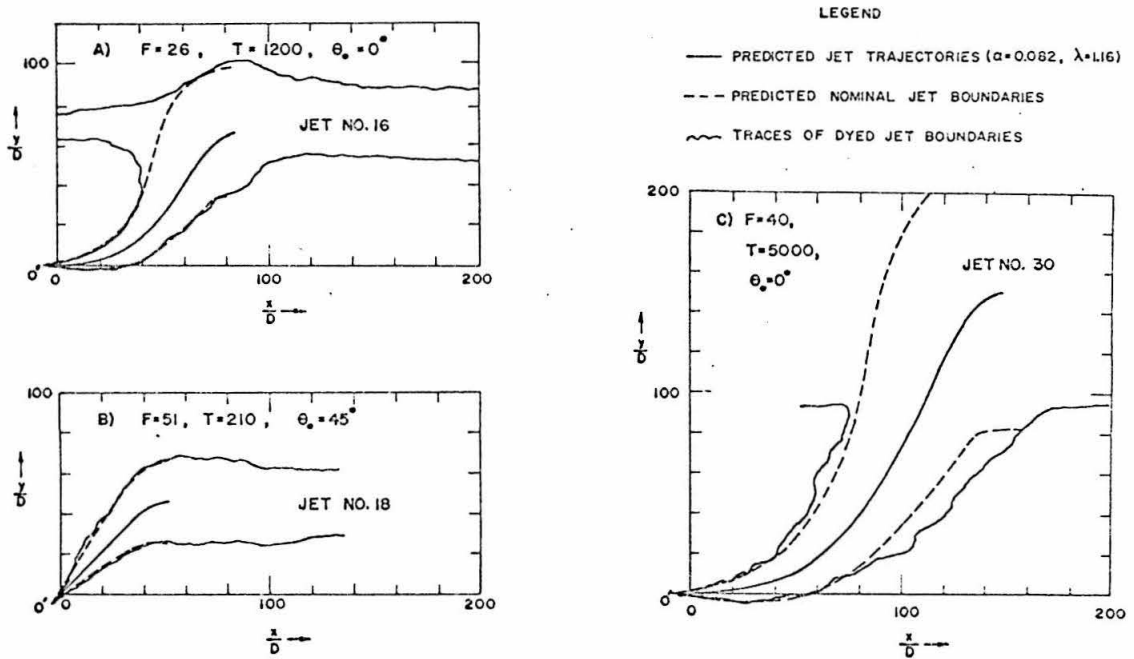 LEGEND
PREDICTED JET TRAJECTORIES (α=0.082, λ=1.16)
PREDICTED NOMINAL JET BOUNDARIES
TRACES OF DYED JET BOUNDARIES
A) F=26, T=1200, θ₀=0°
JET NO. 16
100
y/D
0
0
100
200
x/D
B) F=51, T=210, θ₀=45°
JET NO. 18
100
y/D
0
0
100
200
x/D
C) F=40,
T=5000,
θ₀=0°
JET NO. 30
200
100
y/D
0
0
100
200
x/D